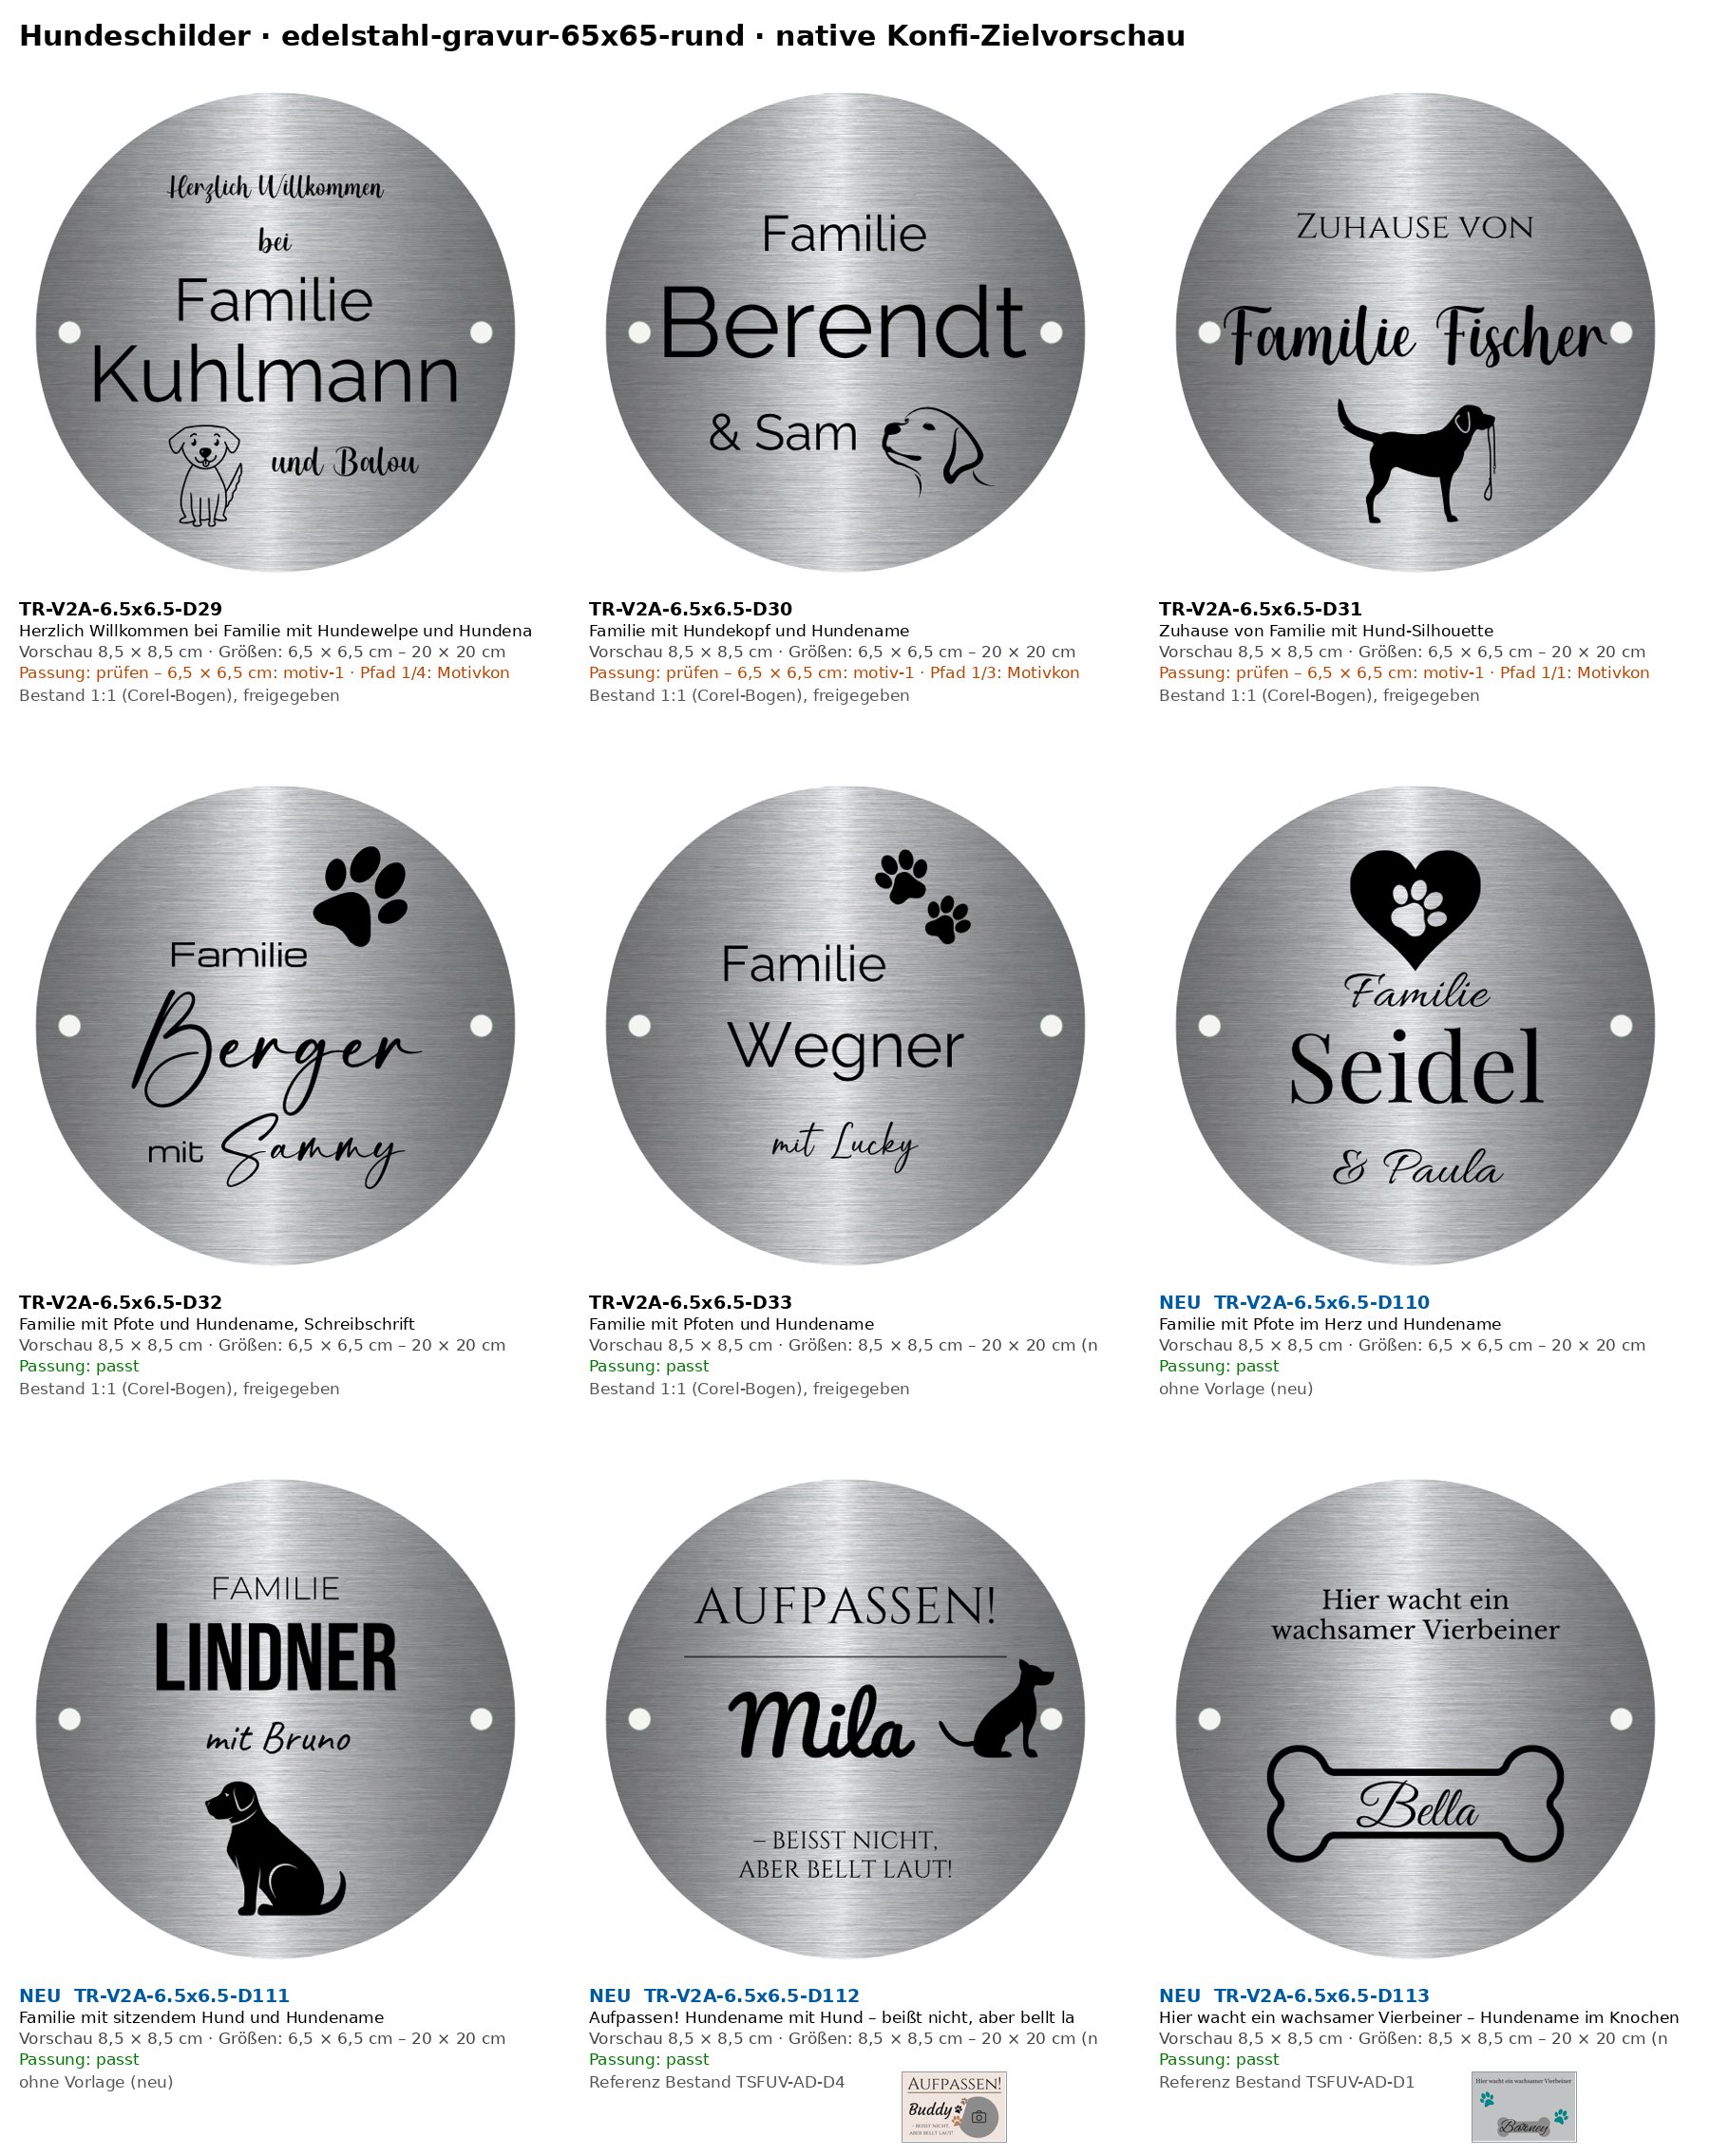 Hundeschilder · edelstahl-gravur-65x65-rund · native Konfi-Zielvorschau
Herzlich Willkommen
bei
Familie
Kuhlmann
und Balou
TR-V2A-6.5x6.5-D29
Herzlich Willkommen bei Familie mit Hundewelpe und Hundena
Vorschau 8,5 × 8,5 cm · Größen: 6,5 × 6,5 cm – 20 × 20 cm
Passung: prüfen – 6,5 × 6,5 cm: motiv-1 · Pfad 1/4: Motivkon
Bestand 1:1 (Corel-Bogen), freigegeben
Familie
Berendt
& Sam
TR-V2A-6.5x6.5-D30
Familie mit Hundekopf und Hundename
Vorschau 8,5 × 8,5 cm · Größen: 6,5 × 6,5 cm – 20 × 20 cm
Passung: prüfen – 6,5 × 6,5 cm: motiv-1 · Pfad 1/3: Motivkon
Bestand 1:1 (Corel-Bogen), freigegeben
Zuhause von
Familie Fischer
TR-V2A-6.5x6.5-D31
Zuhause von Familie mit Hund-Silhouette
Vorschau 8,5 × 8,5 cm · Größen: 6,5 × 6,5 cm – 20 × 20 cm
Passung: prüfen – 6,5 × 6,5 cm: motiv-1 · Pfad 1/1: Motivkon
Bestand 1:1 (Corel-Bogen), freigegeben
Familie
Berger
mit Sammy
TR-V2A-6.5x6.5-D32
Familie mit Pfote und Hundename, Schreibschrift
Vorschau 8,5 × 8,5 cm · Größen: 6,5 × 6,5 cm – 20 × 20 cm
Passung: passt
Bestand 1:1 (Corel-Bogen), freigegeben
Familie
Wegner
mit Lucky
TR-V2A-6.5x6.5-D33
Familie mit Pfoten und Hundename
Vorschau 8,5 × 8,5 cm · Größen: 8,5 × 8,5 cm – 20 × 20 cm (n
Passung: passt
Bestand 1:1 (Corel-Bogen), freigegeben
Familie
Seidel
& Paula
NEU TR-V2A-6.5x6.5-D110
Familie mit Pfote im Herz und Hundename
Vorschau 8,5 × 8,5 cm · Größen: 6,5 × 6,5 cm – 20 × 20 cm
Passung: passt
ohne Vorlage (neu)
FAMILIE
LINDNER
mit Bruno
NEU TR-V2A-6.5x6.5-D111
Familie mit sitzendem Hund und Hundename
Vorschau 8,5 × 8,5 cm · Größen: 6,5 × 6,5 cm – 20 × 20 cm
Passung: passt
ohne Vorlage (neu)
AUFPASSEN!
Mila
– BEISST NICHT,
ABER BELLT LAUT!
NEU TR-V2A-6.5x6.5-D112
Aufpassen! Hundename mit Hund – beißt nicht, aber bellt la
Vorschau 8,5 × 8,5 cm · Größen: 8,5 × 8,5 cm – 20 × 20 cm (n
Passung: passt
Referenz Bestand TSFUV-AD-D4
AUFPASSEN!
Buddy
- BEISST NICHT,
ABER BELLT LAUT!
Hier wacht ein
wachsamer Vierbeiner
Bella
NEU TR-V2A-6.5x6.5-D113
Hier wacht ein wachsamer Vierbeiner – Hundename im Knochen
Vorschau 8,5 × 8,5 cm · Größen: 8,5 × 8,5 cm – 20 × 20 cm (n
Passung: passt
Referenz Bestand TSFUV-AD-D1
Hier wacht ein wachsamer Vierbeiner
Barney